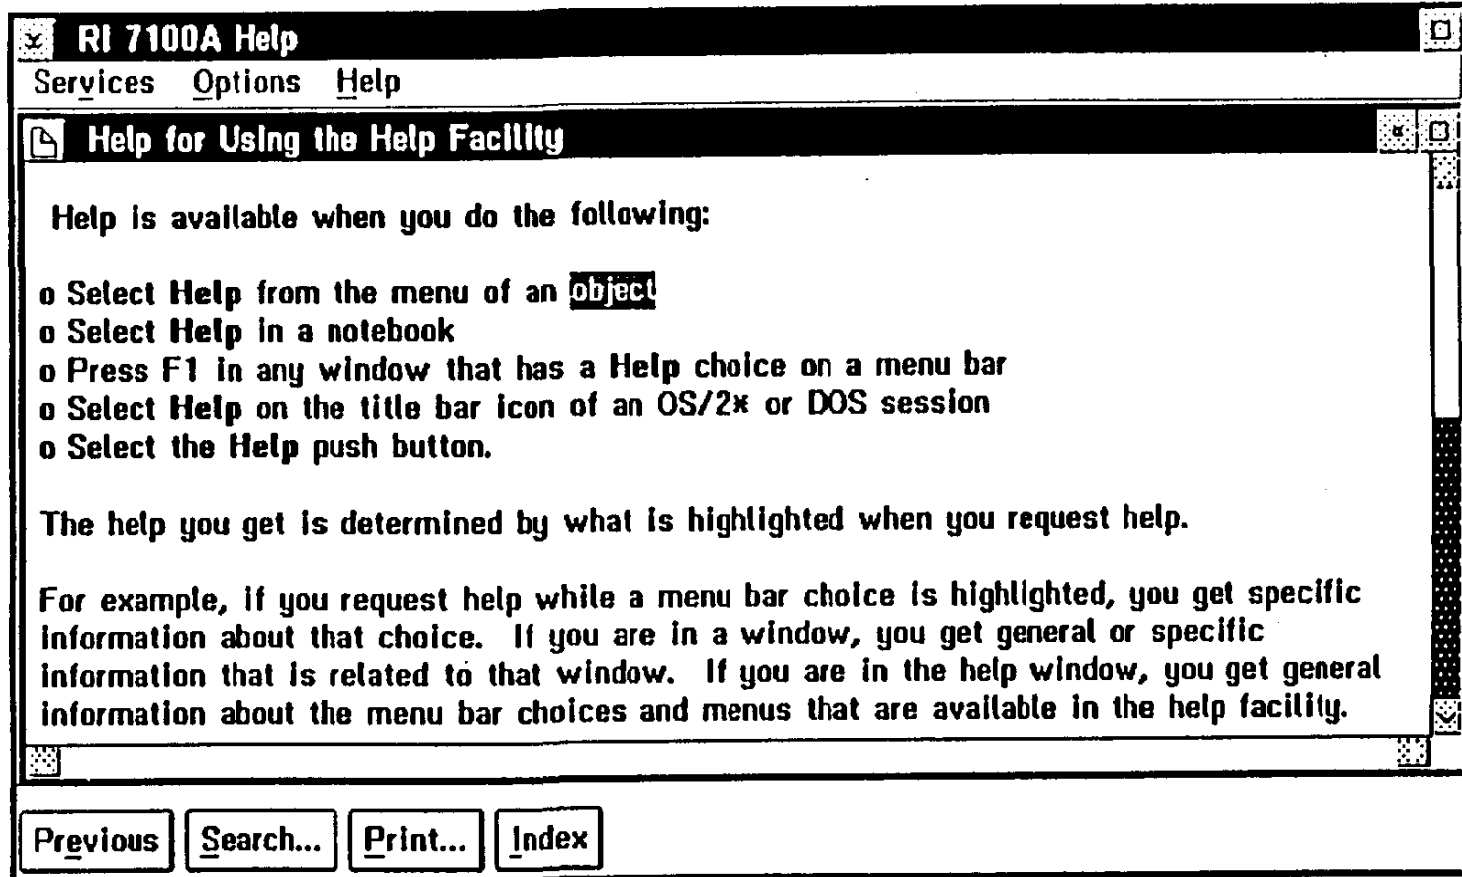 RI 7100A Help
Services Options Help
Help for Using the Help Facility
Help is available when you do the following:
o Select Help from the menu of an object
o Select Help in a notebook
o Press F1 in any window that has a Help choice on a menu bar
o Select Help on the title bar icon of an OS/2* or DOS session
o Select the Help push button.
The help you get is determined by what is highlighted when you request help.
For example, if you request help while a menu bar choice is highlighted, you get specific
information about that choice. If you are in a window, you get general or specific
information that is related to that window. If you are in the help window, you get general
information about the menu bar choices and menus that are available in the help facility.
Previous Search... Print... Index